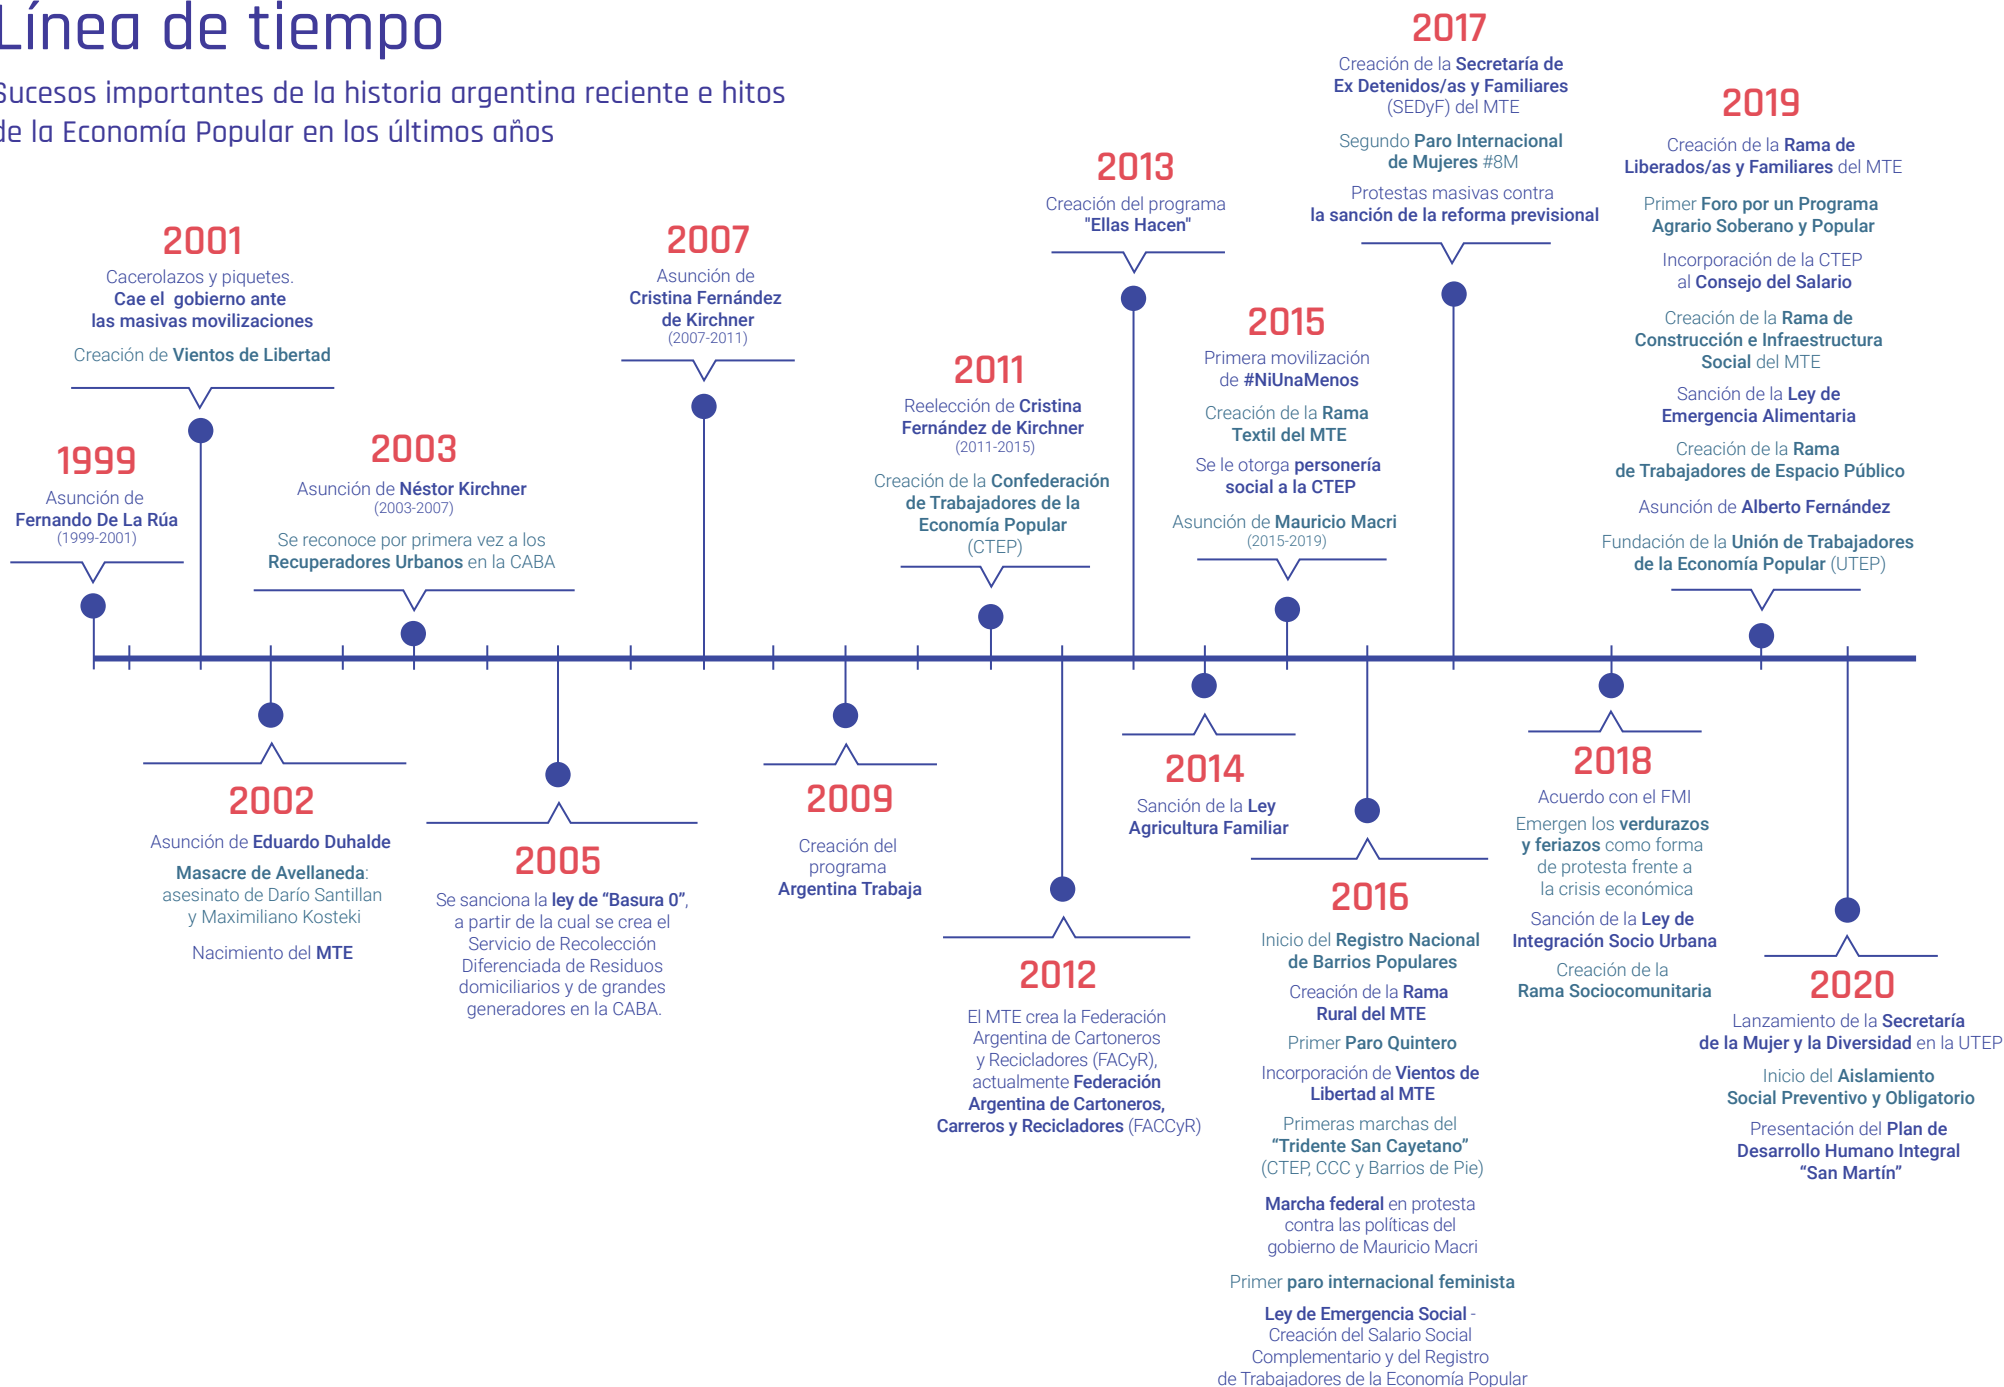 Línea de tiempo
Sucesos importantes de la historia argentina reciente e hitos
de la Economía Popular en los últimos años
1999
Asunción de
Fernando De La Rúa
(1999-2001)
2001
Cacerolazos y piquetes.
Cae el gobierno ante
las masivas movilizaciones
Creación de Vientos de Libertad
2002
Asunción de Eduardo Duhalde
Masacre de Avellaneda:
asesinato de Darío Santillan
y Maximiliano Kosteki
Nacimiento del MTE
2003
Asunción de Néstor Kirchner
(2003-2007)
Se reconoce por primera vez a los
Recuperadores Urbanos en la CABA
2005
Se sanciona la ley de “Basura 0”,
a partir de la cual se crea el
Servicio de Recolección
Diferenciada de Residuos
domiciliarios y de grandes
generadores en la CABA.
2007
Asunción de
Cristina Fernández
de Kirchner
(2007-2011)
2009
Creación del
programa
Argentina Trabaja
2011
Reelección de Cristina
Fernández de Kirchner
(2011-2015)
Creación de la Confederación
de Trabajadores de la
Economía Popular
(CTEP)
2012
El MTE crea la Federación
Argentina de Cartoneros
y Recicladores (FACyR),
actualmente Federación
Argentina de Cartoneros,
Carreros y Recicladores (FACCyR)
2013
Creación del programa
"Ellas Hacen"
2014
Sanción de la Ley
Agricultura Familiar
2015
Primera movilización
de #NiUnaMenos
Creación de la Rama
Textil del MTE
Se le otorga personería
social a la CTEP
Asunción de Mauricio Macri
(2015-2019)
2016
Inicio del Registro Nacional
de Barrios Populares
Creación de la Rama
Rural del MTE
Primer Paro Quintero
Incorporación de Vientos de
Libertad al MTE
Primeras marchas del
“Tridente San Cayetano”
(CTEP, CCC y Barrios de Pie)
Marcha federal en protesta
contra las políticas del
gobierno de Mauricio Macri
Primer paro internacional feminista
Ley de Emergencia Social -
Creación del Salario Social
Complementario y del Registro
de Trabajadores de la Economía Popular
2017
Creación de la Secretaría de
Ex Detenidos/as y Familiares
(SEDyF) del MTE
Segundo Paro Internacional
de Mujeres #8M
Protestas masivas contra
la sanción de la reforma previsional
2018
Acuerdo con el FMI
Emergen los verdurazos
y feriazos como forma
de protesta frente a
la crisis económica
Sanción de la Ley de
Integración Socio Urbana
Creación de la
Rama Sociocomunitaria
2019
Creación de la Rama de
Liberados/as y Familiares del MTE
Primer Foro por un Programa
Agrario Soberano y Popular
Incorporación de la CTEP
al Consejo del Salario
Creación de la Rama de
Construcción e Infraestructura
Social del MTE
Sanción de la Ley de
Emergencia Alimentaria
Creación de la Rama
de Trabajadores de Espacio Público
Asunción de Alberto Fernández
Fundación de la Unión de Trabajadores
de la Economía Popular (UTEP)
2020
Lanzamiento de la Secretaría
de la Mujer y la Diversidad en la UTEP
Inicio del Aislamiento
Social Preventivo y Obligatorio
Presentación del Plan de
Desarrollo Humano Integral
“San Martín”